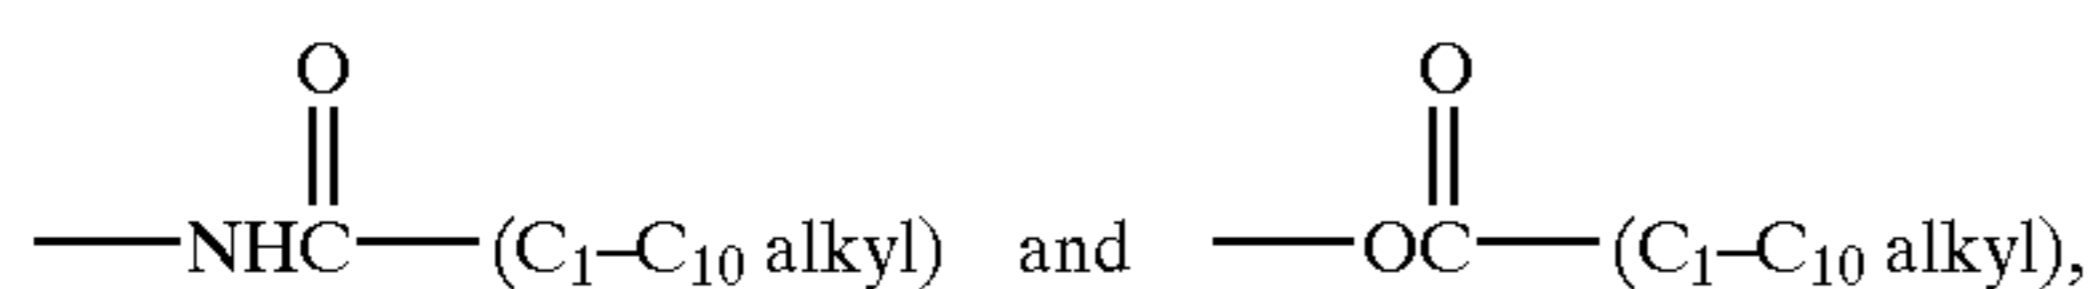 O O
—NHC—(C₁–C₁₀ alkyl) and —OC—(C₁–C₁₀ alkyl),